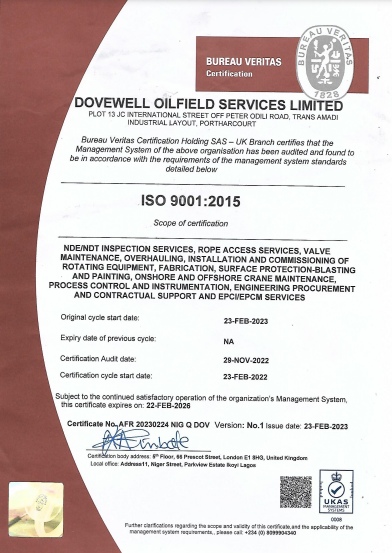 BUREAU VERITAS
Certification
BUREAU VERITAS
1828
DOVEWELL OILFIELD SERVICES LIMITED
PLOT 13 JC INTERNATIONAL STREET OFF PETER ODILI ROAD, TRANS AMADI
INDUSTRIAL LAYOUT, PORTHARCOURT
Bureau Veritas Certification Holding SAS – UK Branch certifies that the
Management System of the above organisation has been audited and found to
be in accordance with the requirements of the management system standards
detailed below
ISO 9001:2015
Scope of certification
NDE/NDT INSPECTION SERVICES, ROPE ACCESS SERVICES, VALVE
MAINTENANCE, OVERHAULING, INSTALLATION AND COMMISSIONING OF
ROTATING EQUIPMENT, FABRICATION, SURFACE PROTECTION-BLASTING
AND PAINTING, ONSHORE AND OFFSHORE CRANE MAINTENANCE,
PROCESS CONTROL AND INSTRUMENTATION, ENGINEERING PROCUREMENT
AND CONTRACTUAL SUPPORT AND EPCI/EPCM SERVICES
Original cycle start date: 23-FEB-2023
Expiry date of previous cycle: NA
Certification Audit date: 29-NOV-2022
Certification cycle start date: 23-FEB-2022
Subject to the continued satisfactory operation of the organization's Management System,
this certificate expires on: 22-FEB-2026
Certificate No. AFR 20230224 NIG Q DOV Version: No.1 Issue date: 23-FEB-2023
Certification body address: 5th Floor, 66 Prescot Street, London E1 8HG, United Kingdom
Local office: Address11, Niger Street, Parkview Estate Ikoyi Lagos
UKAS
MANAGEMENT
SYSTEMS
0008
Further clarifications regarding the scope and validity of this certificate,and the applicability of the
management system requirements, please call: +234 (0) 8099904340